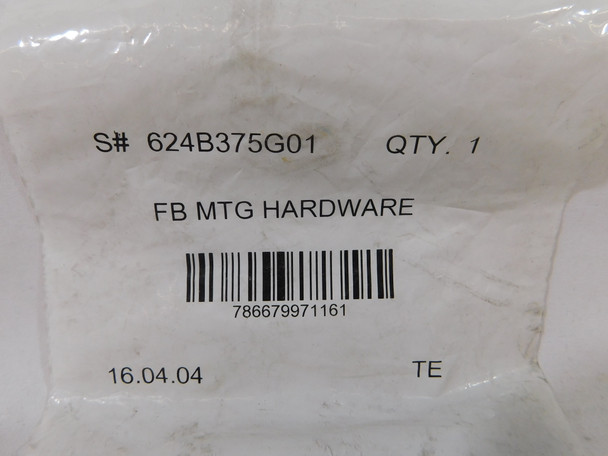 S# 624B375G01 QTY. 1
FB MTG HARDWARE
786679971161
16.04.04 TE